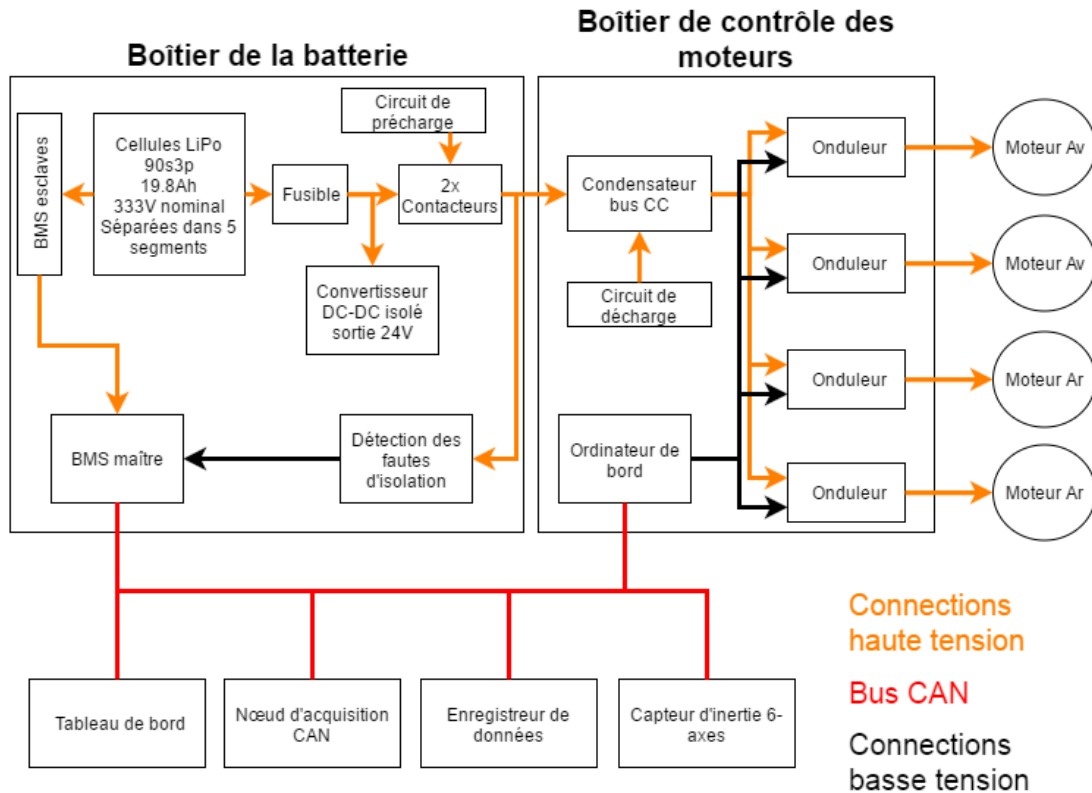 Boîtier de la batterie
Boîtier de contrôle des
moteurs
BMS esclaves
Cellules LiPo
90s3p
19.8Ah
333V nominal
Séparées dans 5
segments
Fusible
Circuit de
précharge
2x
Contacteurs
Convertisseur
DC-DC isolé
sortie 24V
BMS maître
Détection des
fautes
d'isolation
Condensateur
bus CC
Circuit de
décharge
Ordinateur de
bord
Onduleur
Moteur Av
Onduleur
Moteur Av
Onduleur
Moteur Ar
Onduleur
Moteur Ar
Tableau de bord
Nœud d'acquisition
CAN
Enregistreur de
données
Capteur d'inertie 6-
axes
Connections
haute tension
Bus CAN
Connections
basse tension